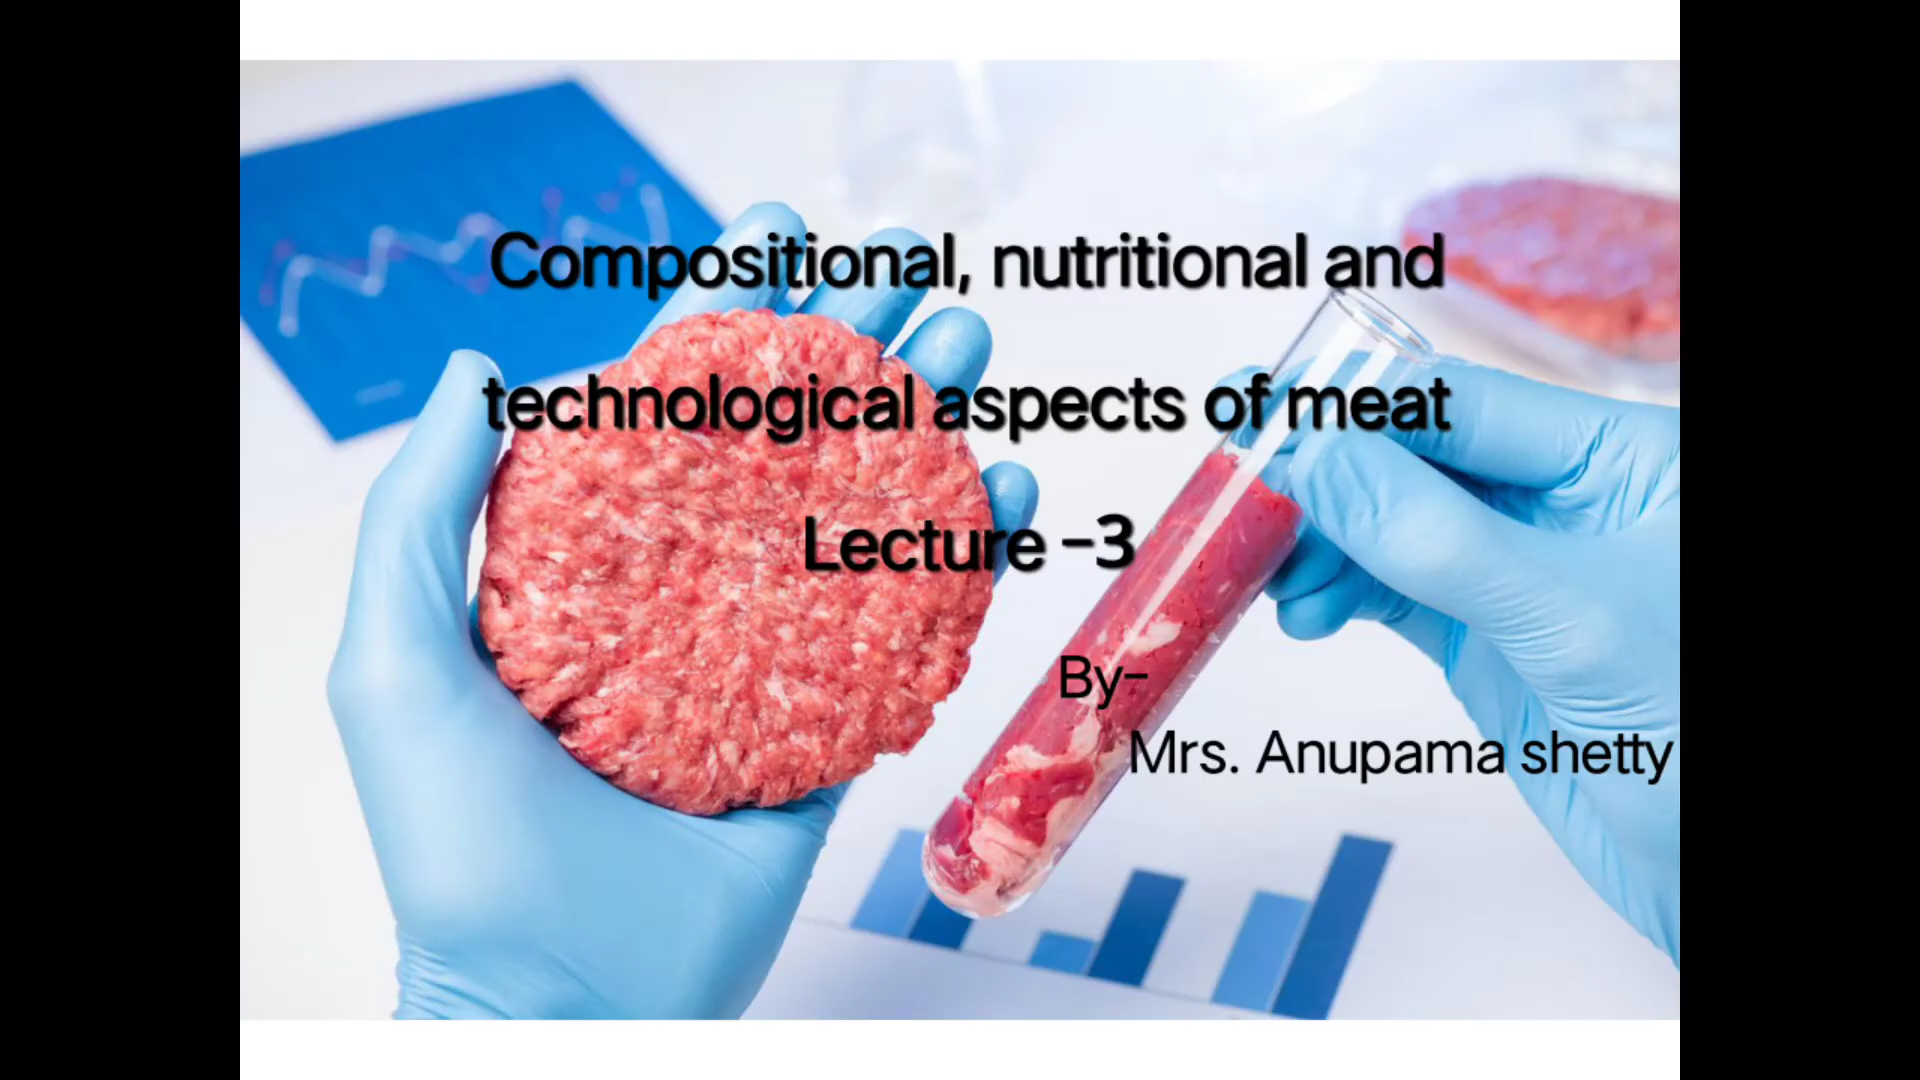 Compositional, nutritional and
technological aspects of meat
Lecture -3
By-
Mrs. Anupama shetty